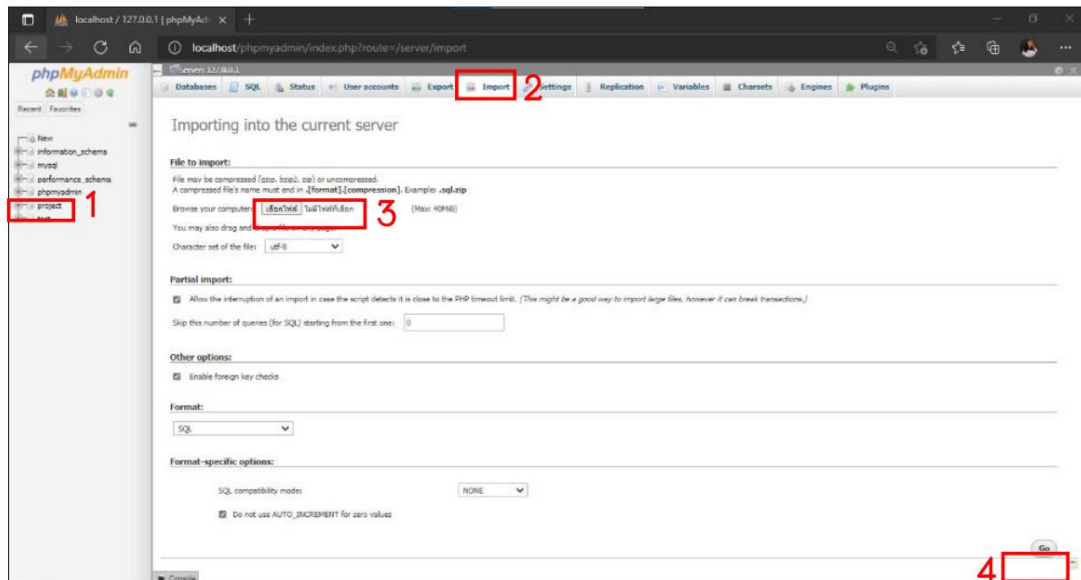 localhost / 127.0.0.1 | phpMyAd
localhost/phpmyadmin/index.php?route=/server/import
phpMyAdmin
Recent Favorites
New
information_schema
mysql
performance_schema
phpmyadmin
project
test
1
Server: 127.0.0.1
Databases SQL Status User accounts Export Import 2 Settings Replication Variables Charsets Engines Plugins
Importing into the current server
File to import:
File may be compressed (gzip, bzip2, zip) or uncompressed.
A compressed file's name must end in .[format].[compression]. Example: .sql.zip
Browse your computer: เลือกไฟล์ ไม่มีไฟล์ที่เลือก 3 (Max: 40MiB)
You may also drag and drop a file on any page.
Character set of the file: utf-8
Partial import:
Allow the interruption of an import in case the script detects it is close to the PHP timeout limit. (This might be a good way to import large files, however it can break transactions.)
Skip this number of queries (for SQL) starting from the first one: 0
Other options:
Enable foreign key checks
Format:
SQL
Format-specific options:
SQL compatibility mode: NONE
Do not use AUTO_INCREMENT for zero values
Go
4
Console